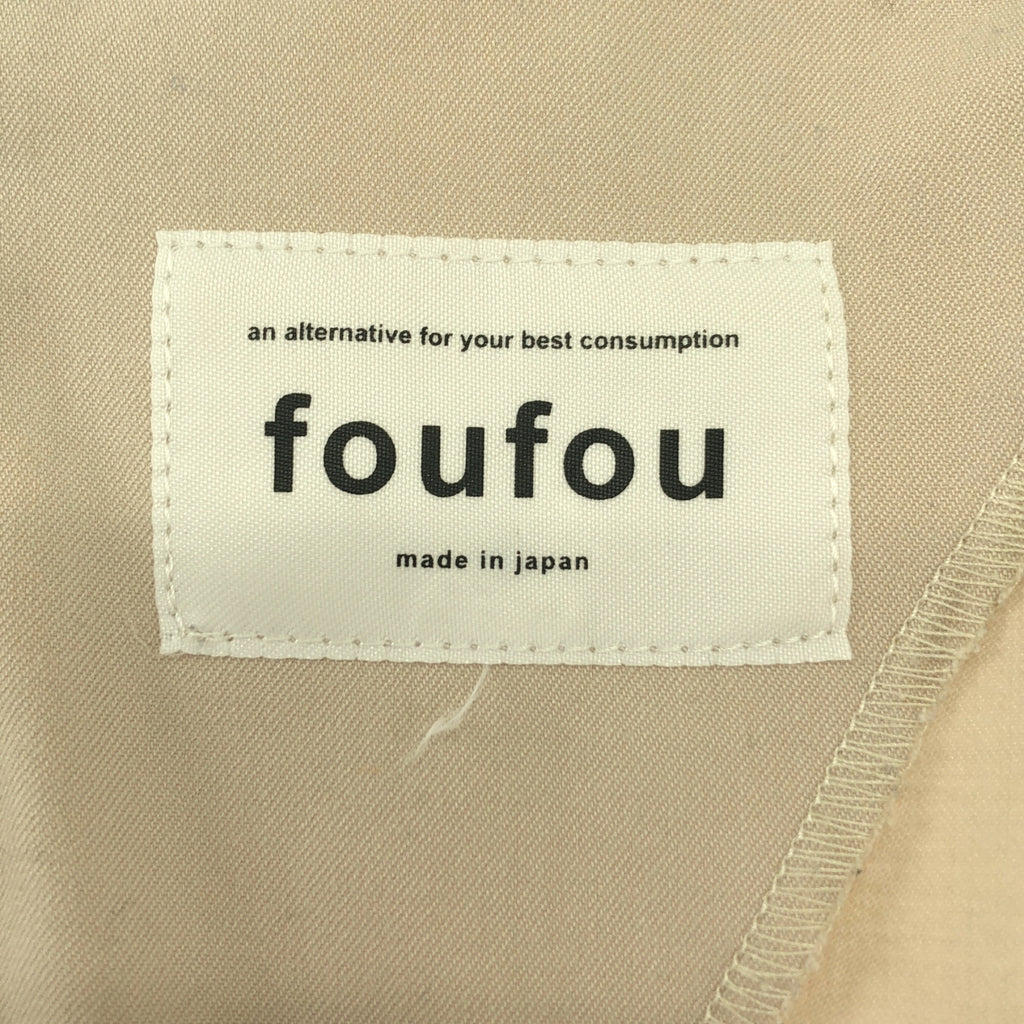 an alternative for your best consumption
foufou
made in japan